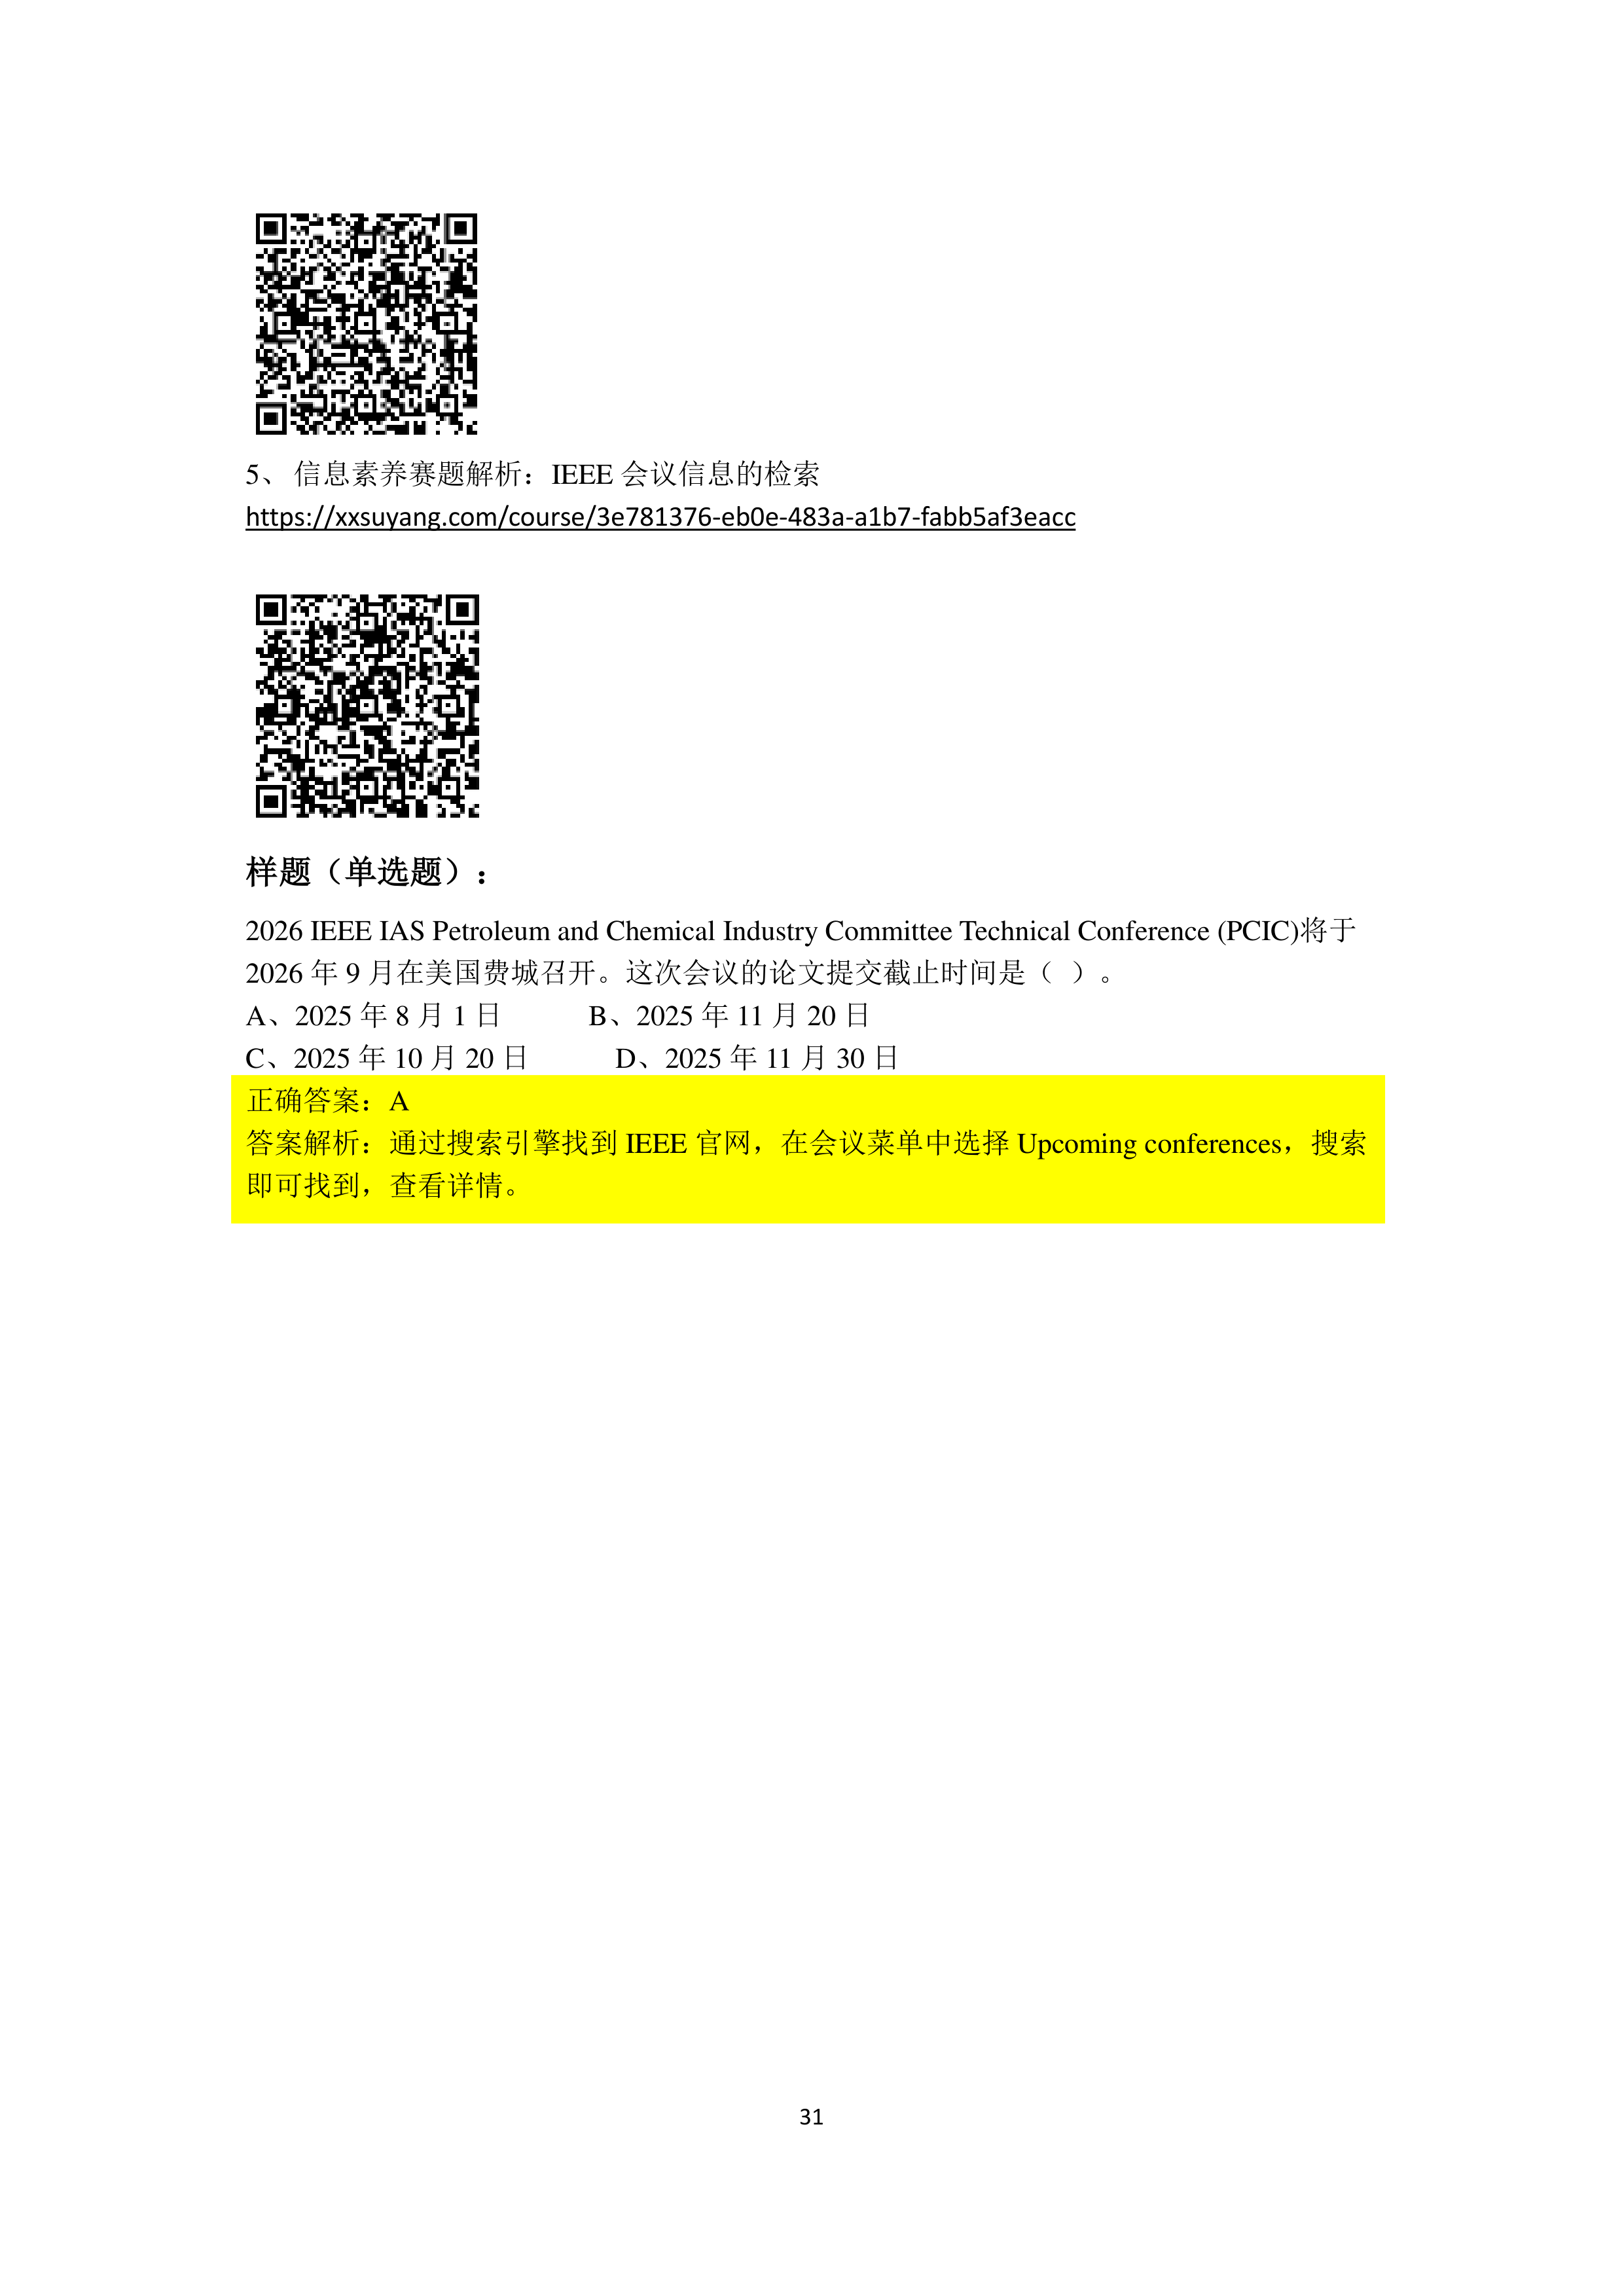 5、 信息素养赛题解析：IEEE 会议信息的检索
https://xxsuyang.com/course/3e781376-eb0e-483a-a1b7-fabb5af3eacc
样题（单选题）：
2026 IEEE IAS Petroleum and Chemical Industry Committee Technical Conference (PCIC)将于
2026 年 9 月在美国费城召开。这次会议的论文提交截止时间是（ ）。
A、2025 年 8 月 1 日 B、2025 年 11 月 20 日
C、2025 年 10 月 20 日 D、2025 年 11 月 30 日
正确答案：A
答案解析：通过搜索引擎找到 IEEE 官网，在会议菜单中选择 Upcoming conferences，搜索
即可找到，查看详情。
31